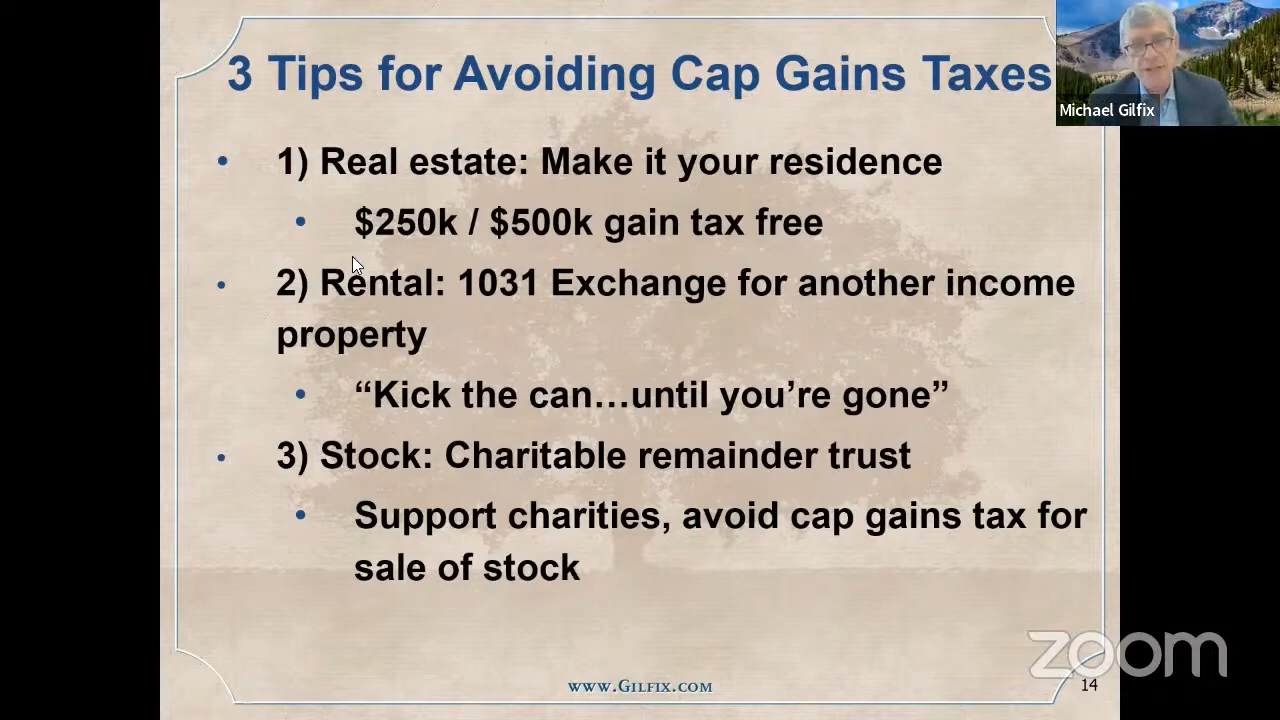 3 Tips for Avoiding Cap Gains Taxes
Michael Gilfix
• 1) Real estate: Make it your residence
• $250k / $500k gain tax free
• 2) Rental: 1031 Exchange for another income
property
• “Kick the can…until you’re gone”
• 3) Stock: Charitable remainder trust
• Support charities, avoid cap gains tax for
sale of stock
zoom
www.Gilfix.com
14